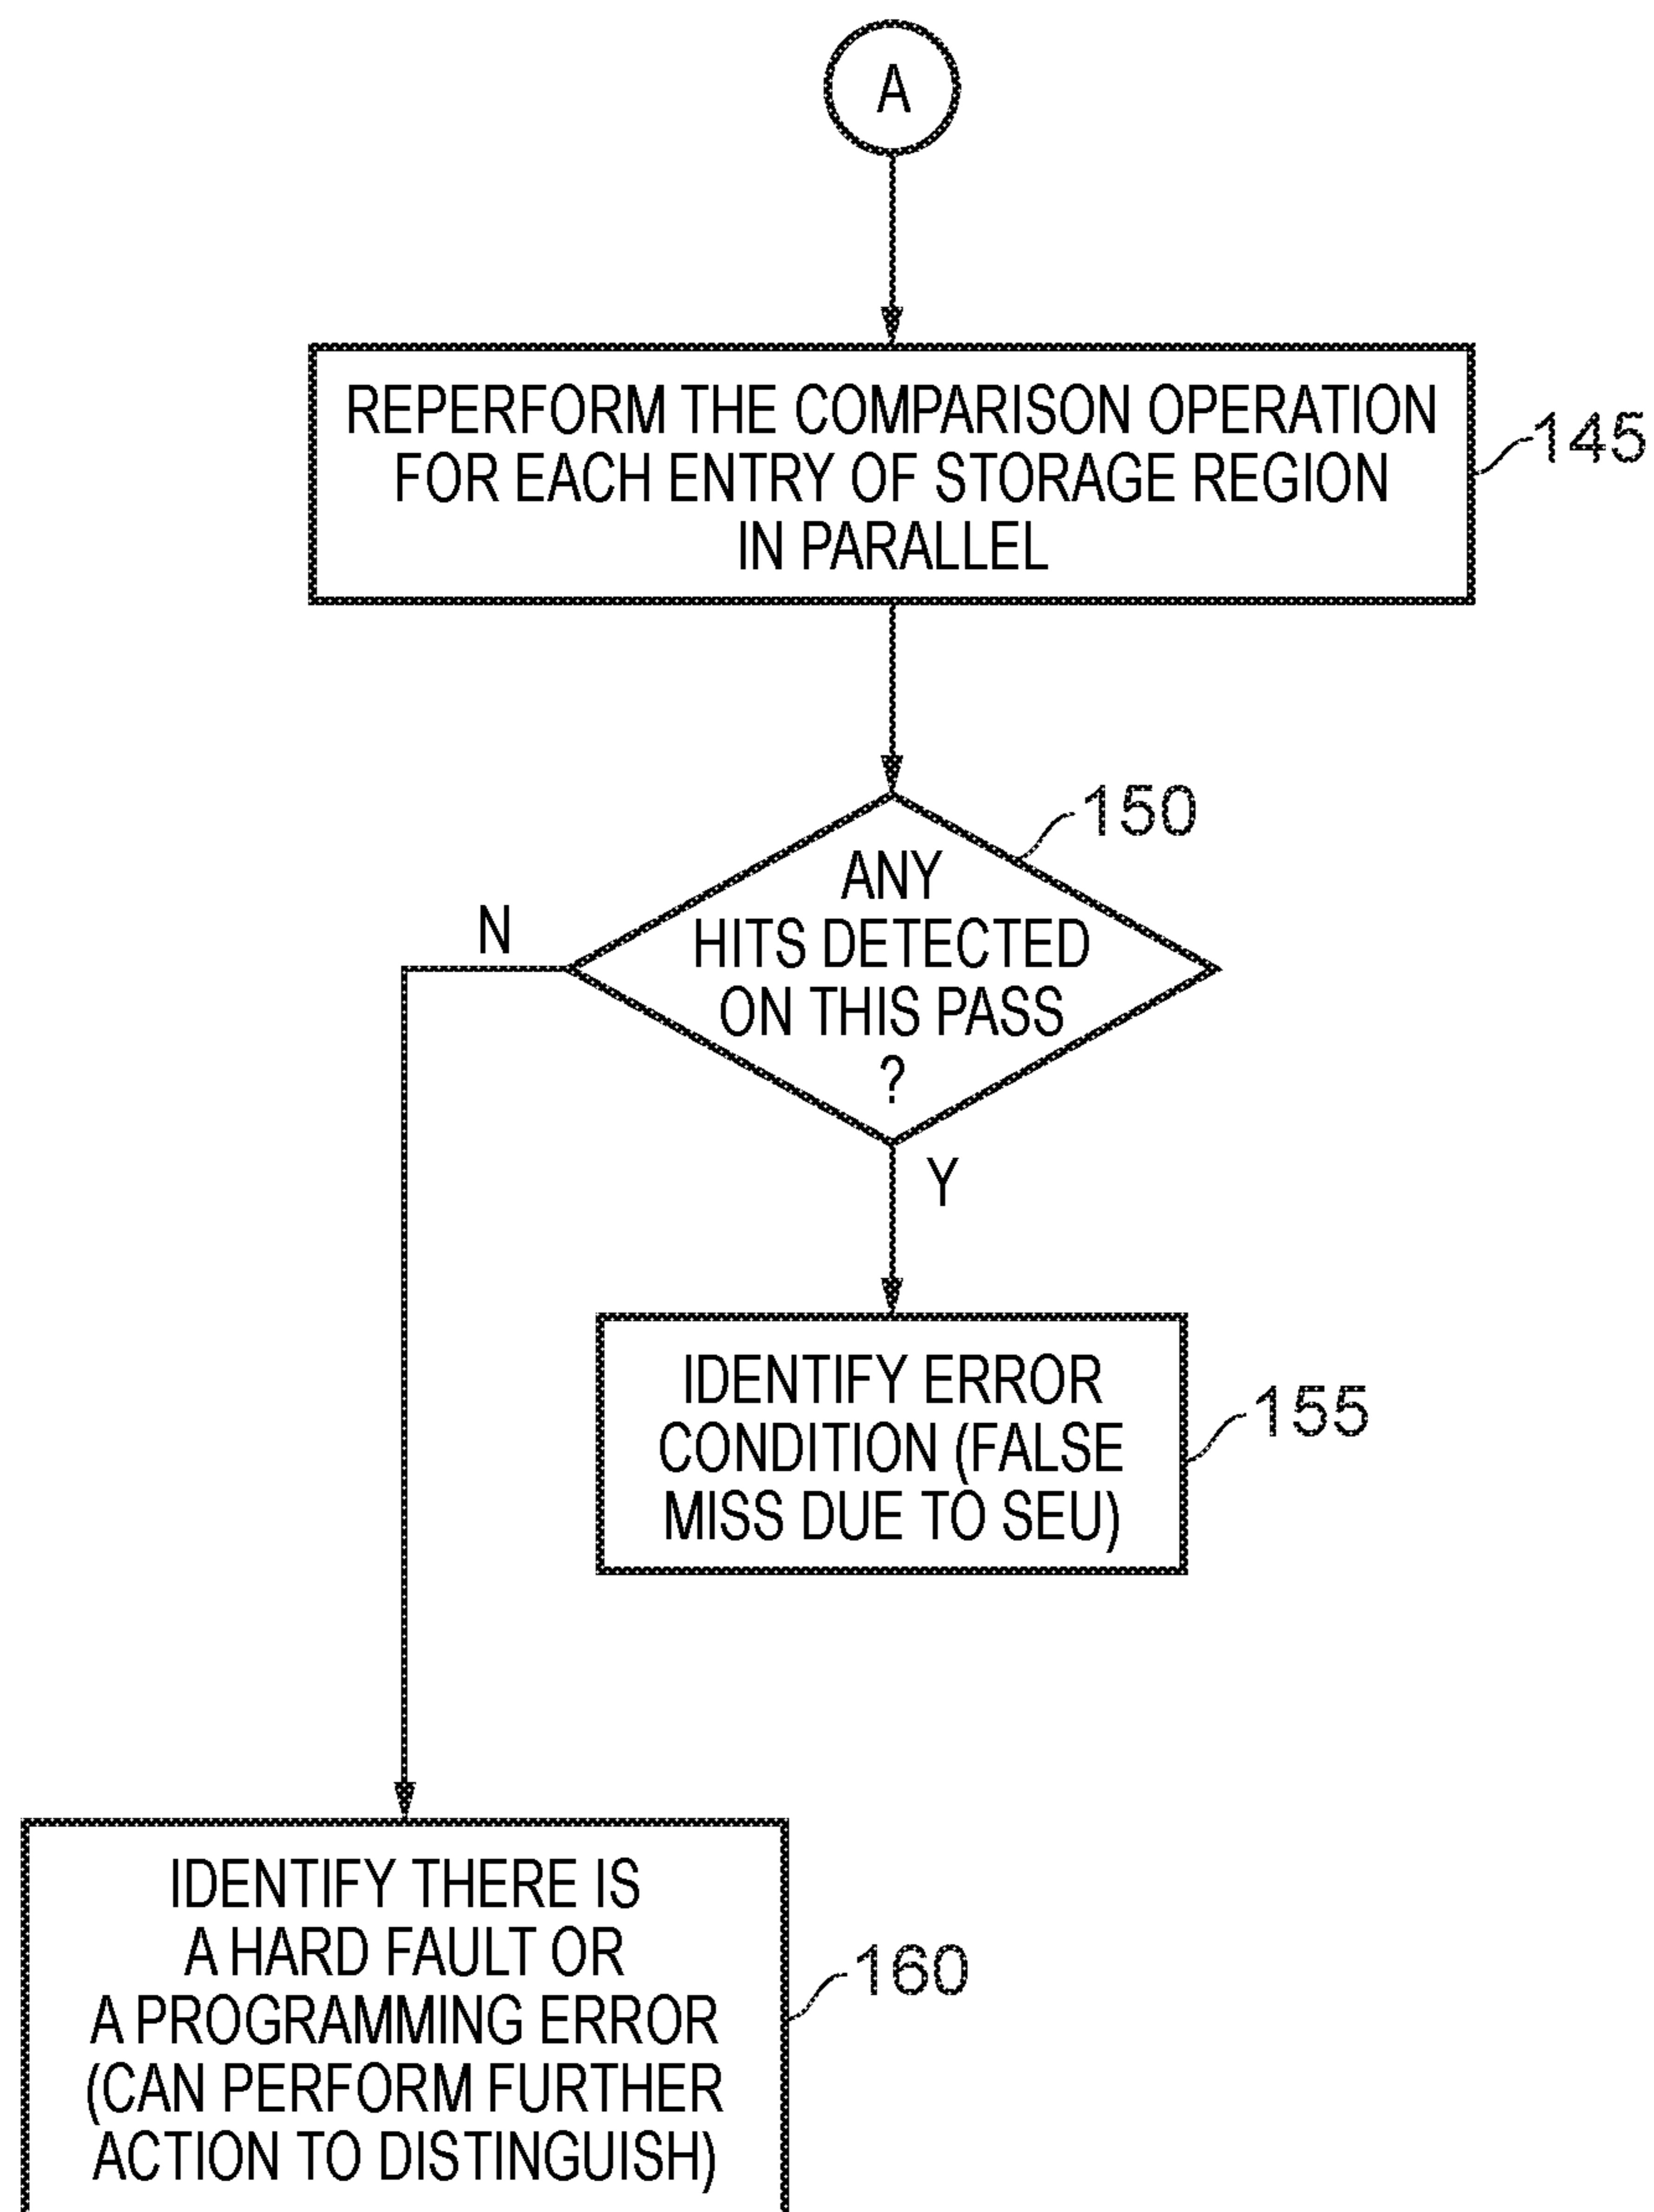 A
REPERFORM THE COMPARISON OPERATION
FOR EACH ENTRY OF STORAGE REGION
IN PARALLEL
145
150
ANY
HITS DETECTED
ON THIS PASS
?
N
Y
IDENTIFY ERROR
CONDITION (FALSE
MISS DUE TO SEU)
155
IDENTIFY THERE IS
A HARD FAULT OR
A PROGRAMMING ERROR
(CAN PERFORM FURTHER
ACTION TO DISTINGUISH)
160